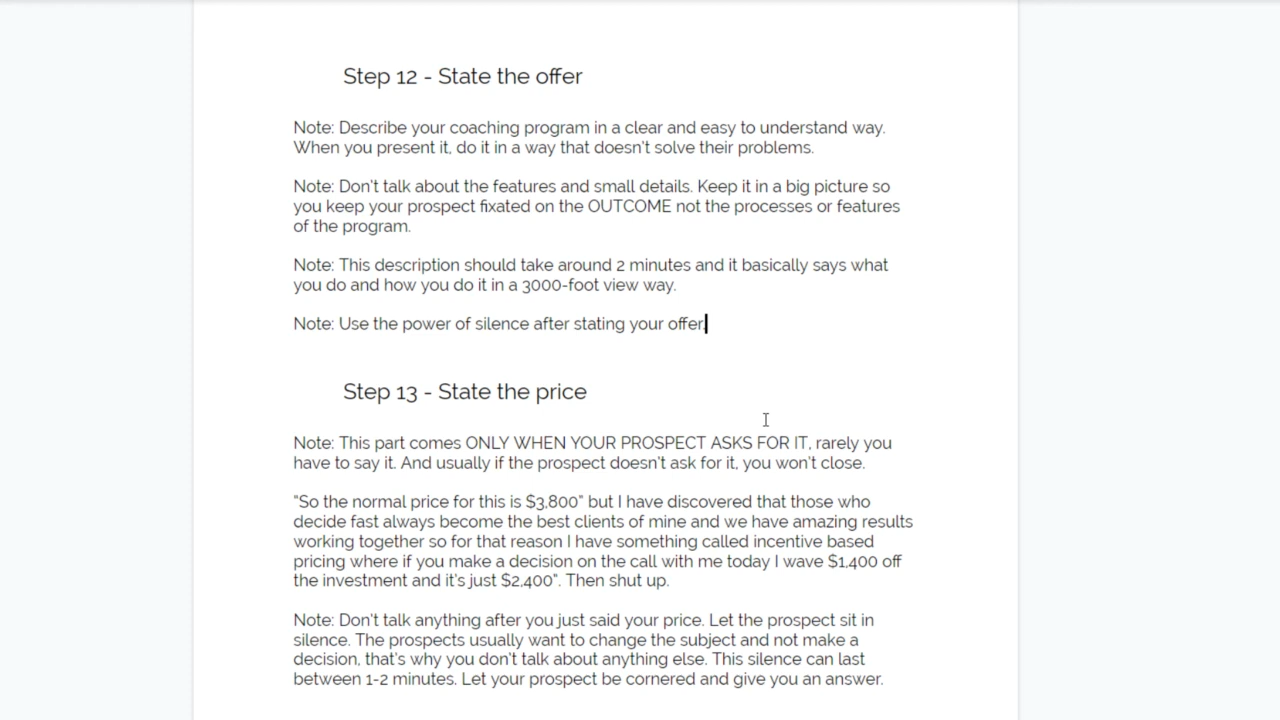 Step 12 - State the offer
Note: Describe your coaching program in a clear and easy to understand way.
When you present it, do it in a way that doesn't solve their problems.
Note: Don't talk about the features and small details. Keep it in a big picture so
you keep your prospect fixated on the OUTCOME not the processes or features
of the program.
Note: This description should take around 2 minutes and it basically says what
you do and how you do it in a 3000-foot view way.
Note: Use the power of silence after stating your offer.
Step 13 - State the price
Note: This part comes ONLY WHEN YOUR PROSPECT ASKS FOR IT, rarely you
have to say it. And usually if the prospect doesn't ask for it, you won't close.
"So the normal price for this is $3,800" but I have discovered that those who
decide fast always become the best clients of mine and we have amazing results
working together so for that reason I have something called incentive based
pricing where if you make a decision on the call with me today I wave $1,400 off
the investment and it's just $2,400". Then shut up.
Note: Don't talk anything after you just said your price. Let the prospect sit in
silence. The prospects usually want to change the subject and not make a
decision, that's why you don't talk about anything else. This silence can last
between 1-2 minutes. Let your prospect be cornered and give you an answer.